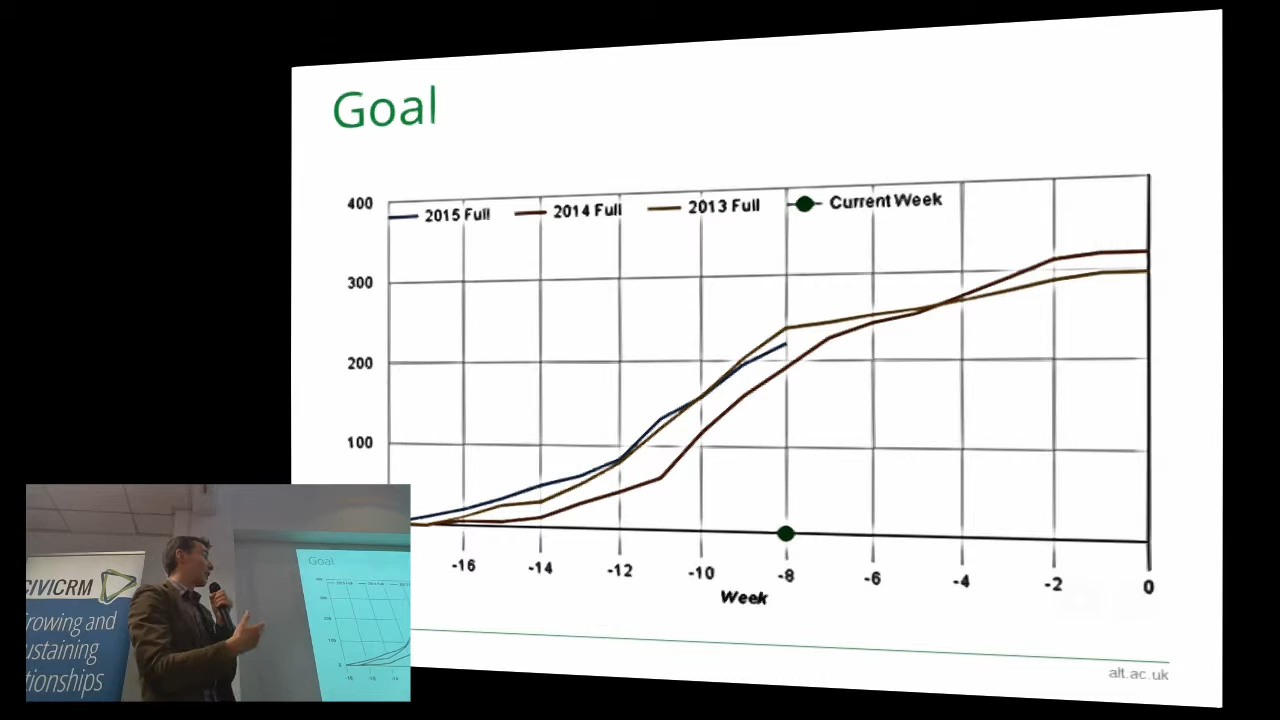 Goal
400
2015 Full 2014 Full 2013 Full Current Week
300
200
100
-16 -14 -12 -10 -8 -6 -4 -2 0
Week
alt.ac.uk
CIVICRM
rowing and
ustaining
tionships
Goal